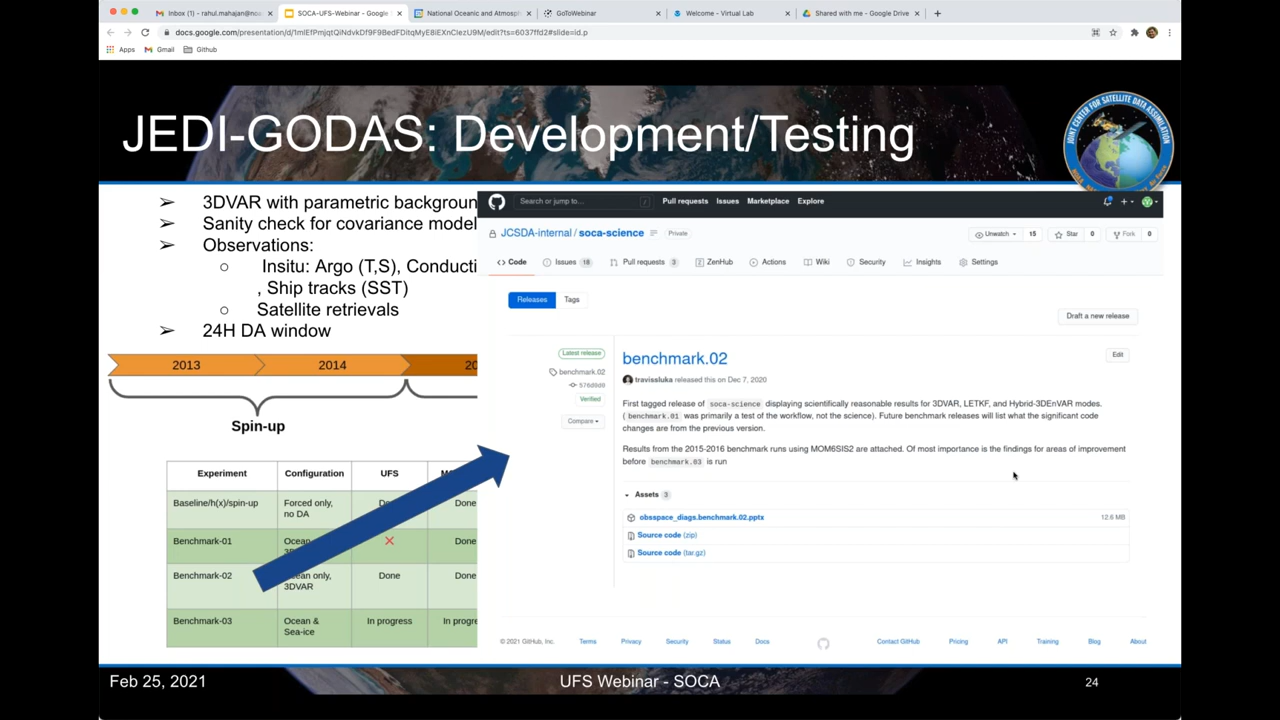 Inbox (1) - rahul.mahajan@noa
SOCA-UFS-Webinar - Google
National Oceanic and Atmosph
GoToWebinar
Welcome - Virtual Lab
Shared with me - Google Drive
Apps
Gmail
Github
JEDI-GODAS: Development/Testing
JOINT CENTER FOR SATELLITE DATA ASSIMILATION
➢ 3DVAR with parametric backgroun
➢ Sanity check for covariance model
➢ Observations:
○ Insitu: Argo (T,S), Conducti
, Ship tracks (SST)
○ Satellite retrievals
➢ 24H DA window
2013 2014 20
Spin-up
Experiment Configuration UFS
Baseline/h(x)/spin-up Forced only, no DA Done
Benchmark-01 Done
Benchmark-02 only, 3DVAR Done Done
Benchmark-03 Ocean & Sea-ice In progress In progre
Search or jump to... /
Pull requests Issues Marketplace Explore
JCSDA-internal / soca-science Private
Unwatch 15 Star 0 Fork 0
Code Issues 18 Pull requests 3 ZenHub Actions Wiki Security Insights Settings
Releases Tags
Draft a new release
Latest release
benchmark.02
Verified
Compare
benchmark.02
Edit
travissluka released this on Dec 7, 2020
First tagged release of soca-science displaying scientifically reasonable results for 3DVAR, LETKF, and Hybrid-3DEnVAR modes.
( benchmark.01 was primarily a test of the workflow, not the science). Future benchmark releases will list what the significant code
changes are from the previous version.
Results from the 2015-2016 benchmark runs using MOM6SIS2 are attached. Of most importance is the findings for areas of improvement
before benchmark.03 is run
Assets 3
obsspace_diags.benchmark.02.pptx 12.6 MB
Source code (zip)
Source code (tar.gz)
© 2021 GitHub, Inc. Terms Privacy Security Status Docs Contact GitHub Pricing API Training Blog About
Feb 25, 2021
UFS Webinar - SOCA
24